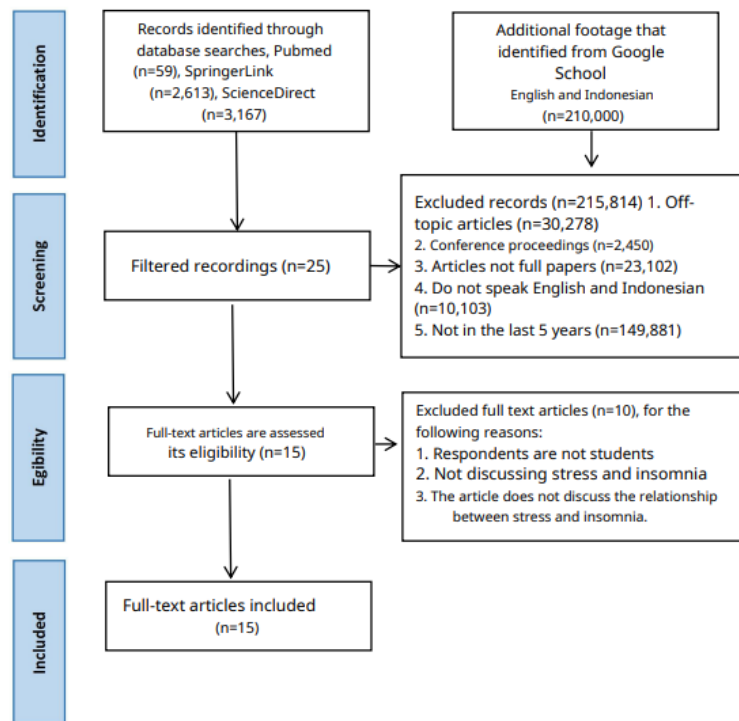 Identification
Records identified through
database searches, Pubmed
(n=59), SpringerLink
(n=2,613), ScienceDirect
(n=3,167)
Additional footage that
identified from Google
School
English and Indonesian
(n=210,000)
Screening
Filtered recordings (n=25)
Excluded records (n=215,814) 1. Off-
topic articles (n=30,278)
2. Conference proceedings (n=2,450)
3. Articles not full papers (n=23,102)
4. Do not speak English and Indonesian
(n=10,103)
5. Not in the last 5 years (n=149,881)
Egibility
Full-text articles are assessed
its eligibility (n=15)
Excluded full text articles (n=10), for the
following reasons:
1. Respondents are not students
2. Not discussing stress and insomnia
3. The article does not discuss the relationship
between stress and insomnia.
Included
Full-text articles included
(n=15)